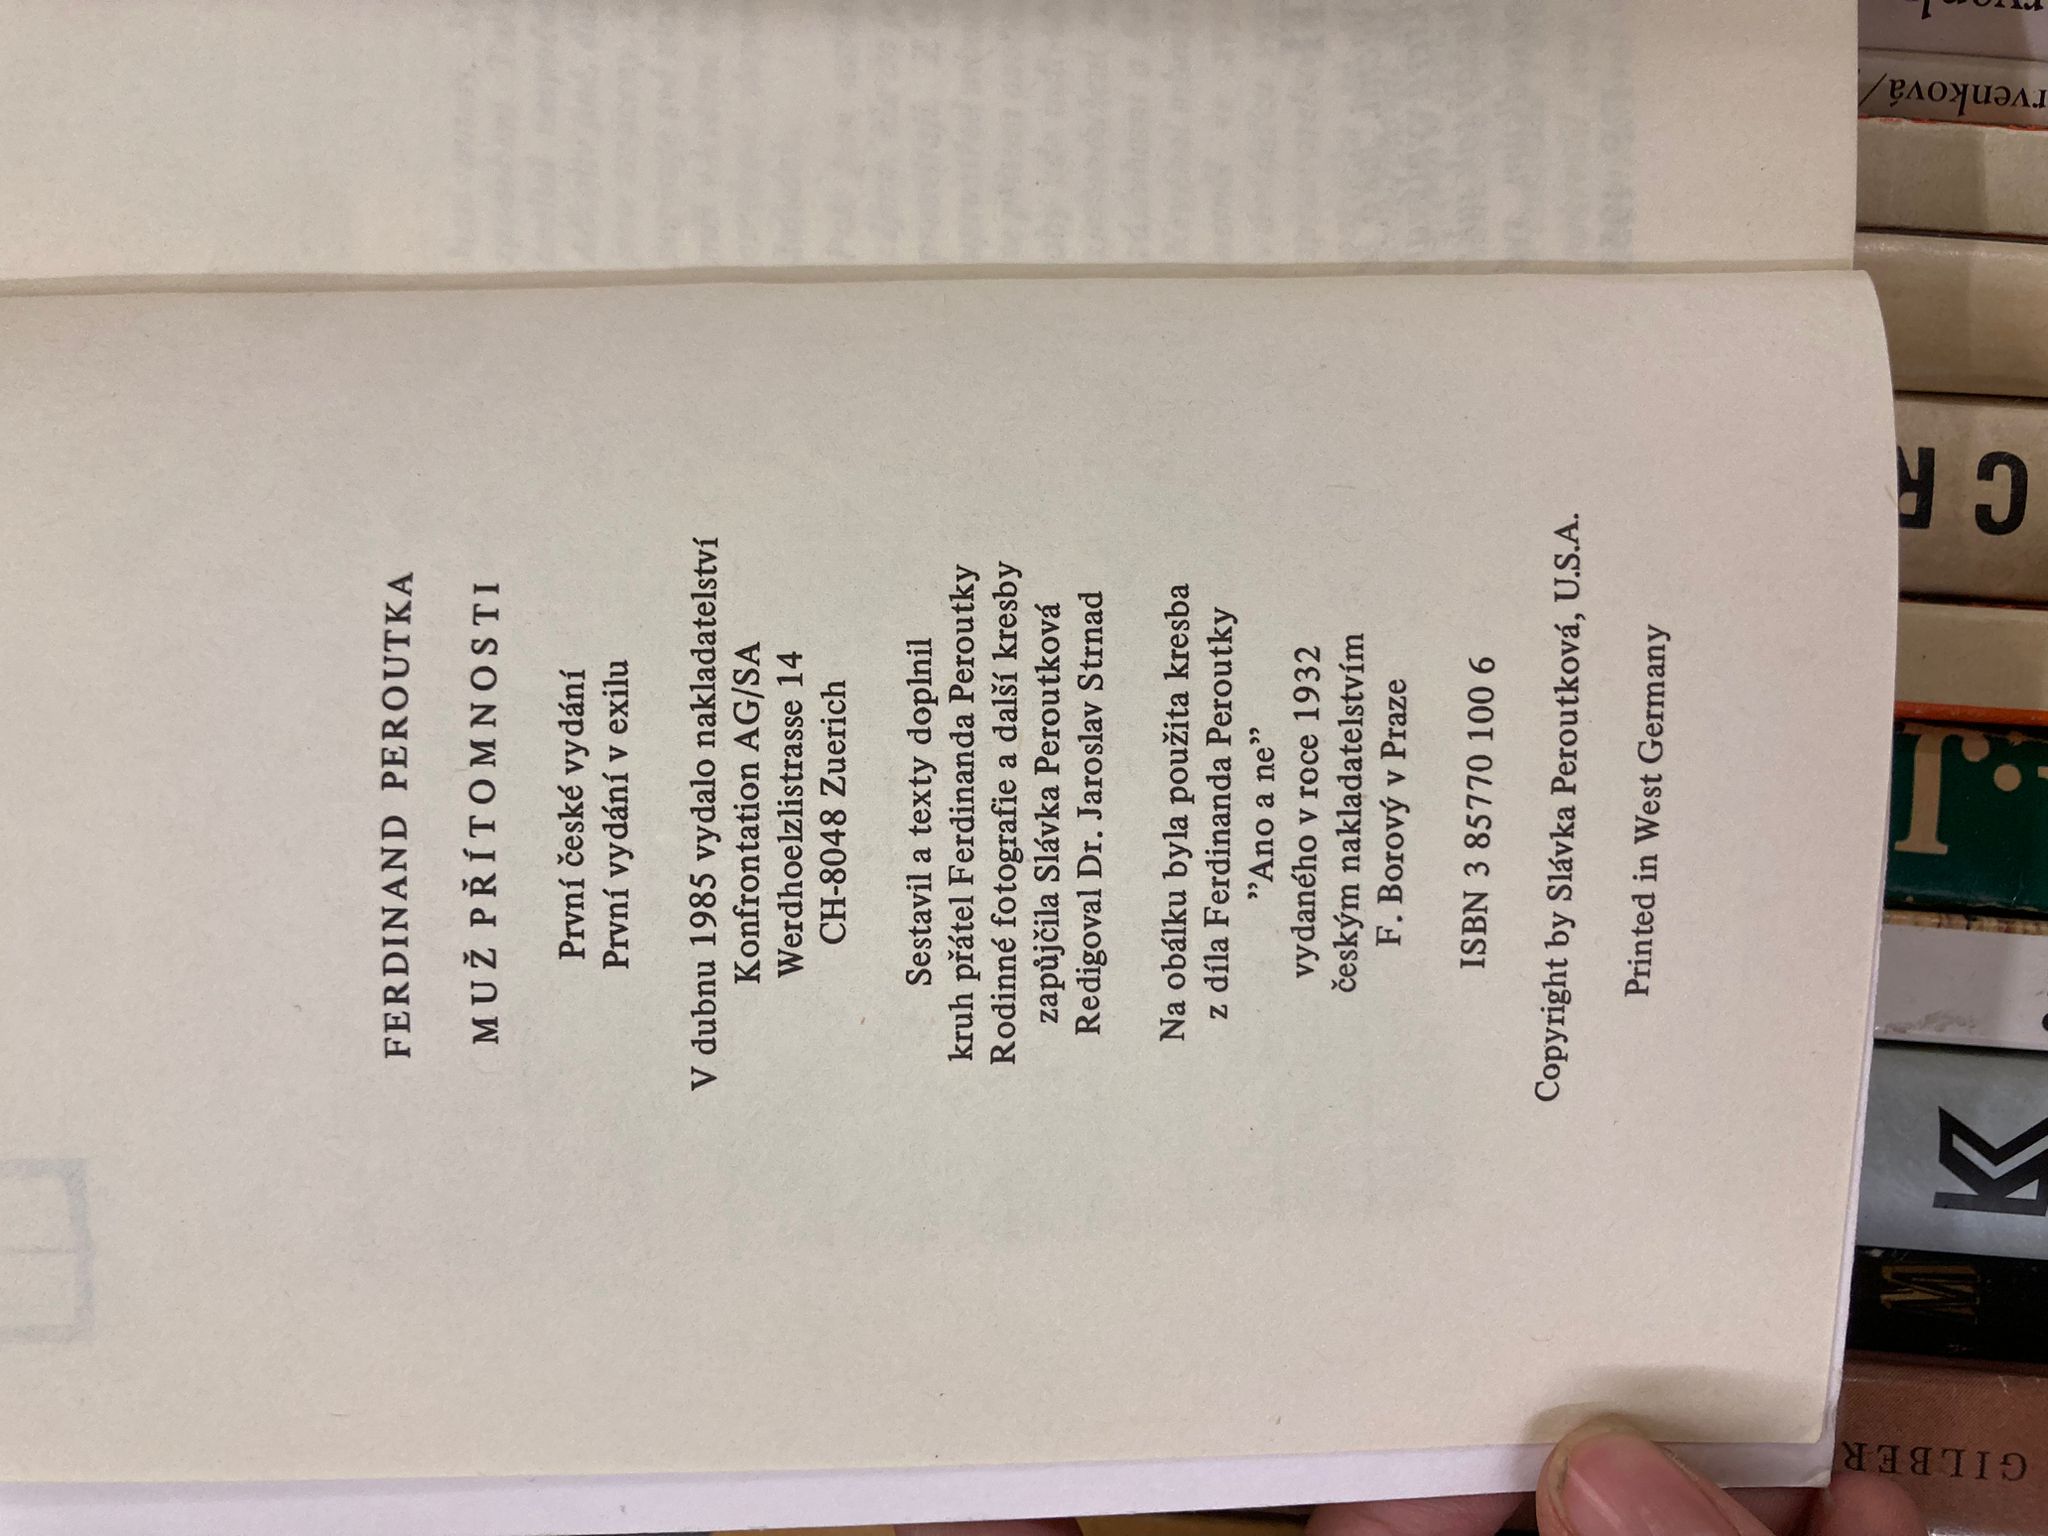 FERDINAND PEROUTKA
MUŽ PŘÍTOMNOSTI
První české vydání
První vydání v exilu
V dubnu 1985 vydalo nakladatelství
Konfrontation AG/SA
Werdhoelzlistrasse 14
CH-8048 Zuerich
Sestavil a texty doplnil
kruh přátel Ferdinanda Peroutky
Rodinné fotografie a další kresby
zapůjčila Slávka Peroutková
Redigoval Dr. Jaroslav Strnad
Na obálku byla použita kresba
z díla Ferdinanda Peroutky
”Ano a ne”
vydaného v roce 1932
českým nakladatelstvím
F. Borový v Praze
ISBN 3 85770 100 6
Copyright by Slávka Peroutková, U.S.A.
Printed in West Germany
GILBER
M
K